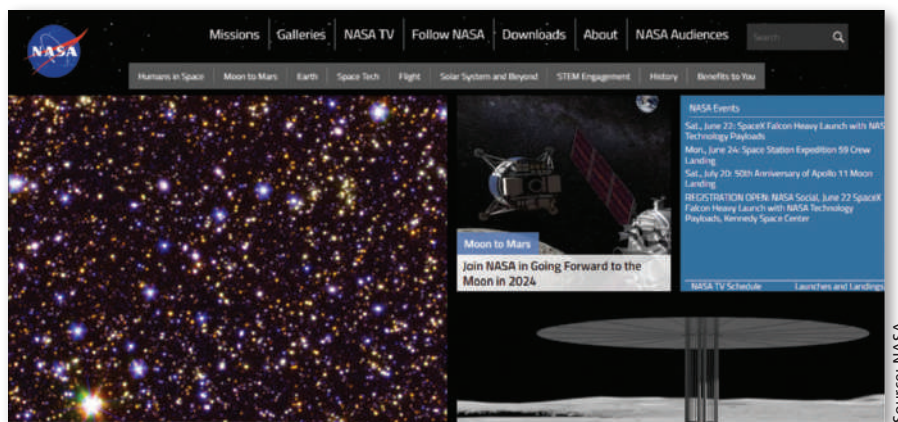 NASA
Missions Galleries NASA TV Follow NASA Downloads About NASA Audiences Search
Humans in Space Moon to Mars Earth Space Tech Flight Solar System and Beyond STEM Engagement History Benefits to You
Moon to Mars
Join NASA in Going Forward to the
Moon in 2024
NASA Events
Sat., June 22: SpaceX Falcon Heavy Launch with NAS
Technology Payloads
Mon., June 24: Space Station Expedition 59 Crew
Landing
Sat., July 20: 50th Anniversary of Apollo 11 Moon
Landing
REGISTRATION OPEN: NASA Social, June 22 SpaceX
Falcon Heavy Launch with NASA Technology
Payloads, Kennedy Space Center
NASA TV Schedule Launches and Landings
Source: NASA